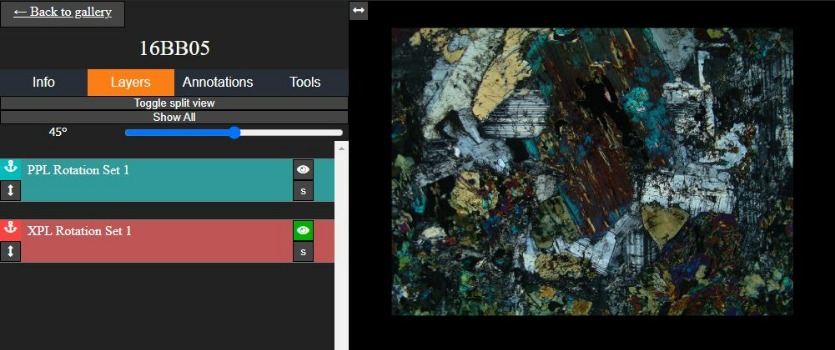 ← Back to gallery
16BB05
Info Layers Annotations Tools
Toggle split view
Show All
45°
PPL Rotation Set 1
s
XPL Rotation Set 1
s